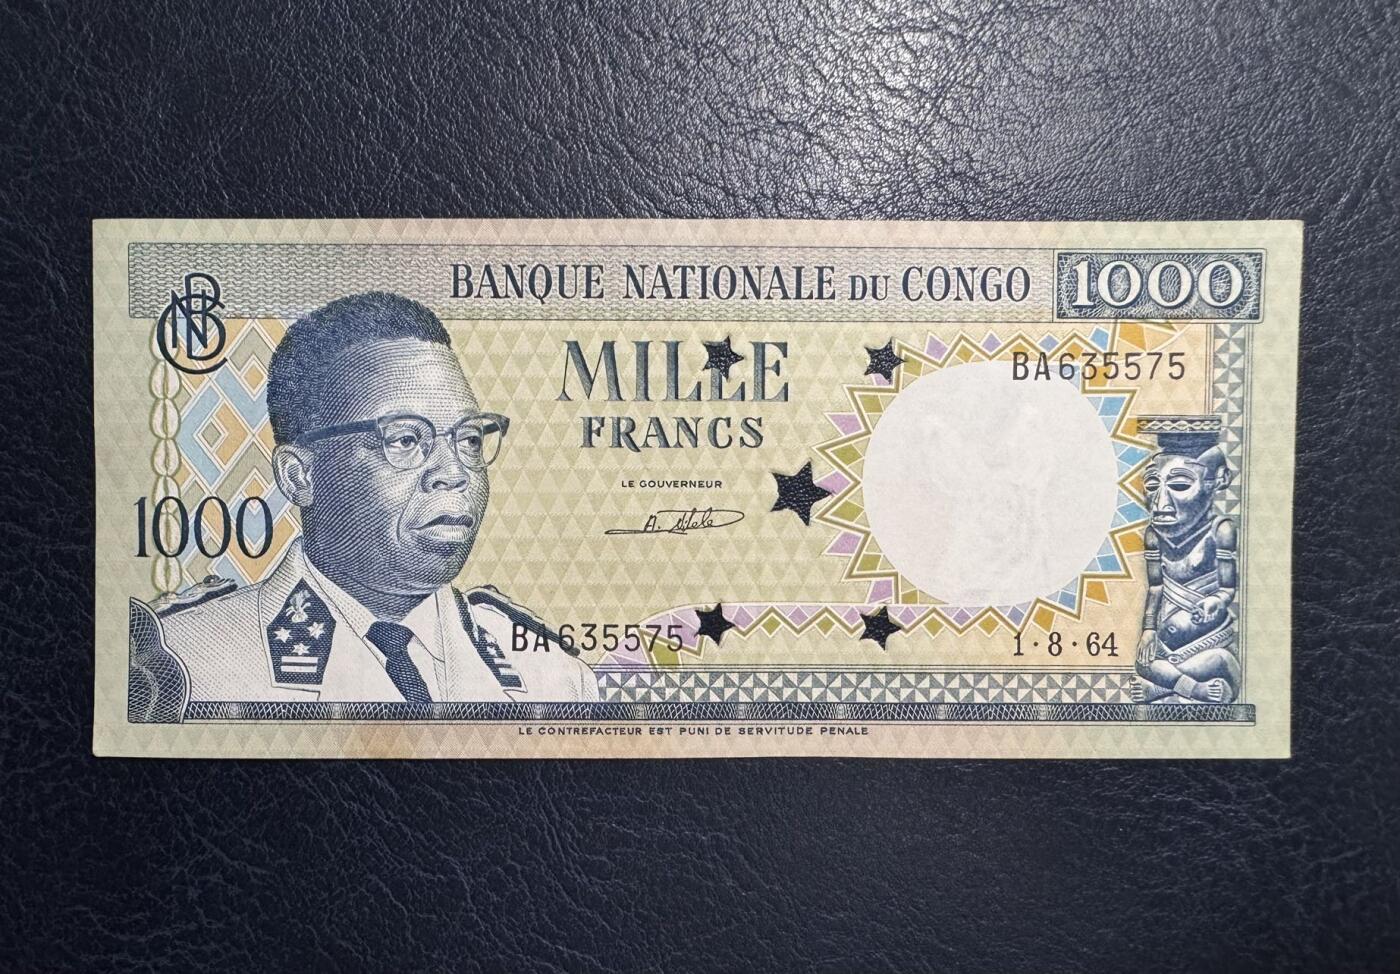 BNC
BANQUE NATIONALE DU CONGO
1000
MILLE
FRANCS
BA635575
LE GOUVERNEUR
1000
BA635575
1·8·64
LE CONTREFACTEUR EST PUNI DE SERVITUDE PENALE